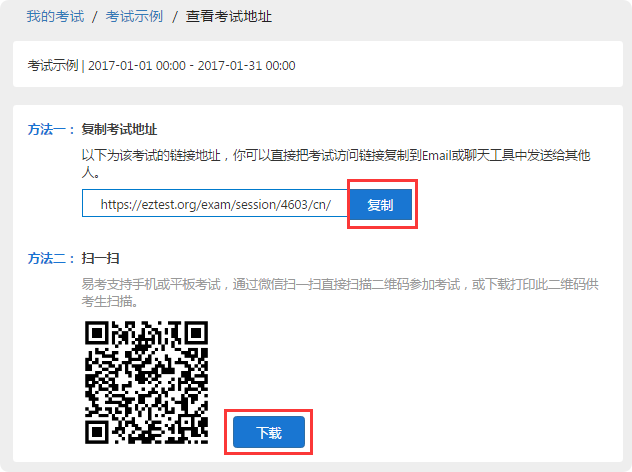 我的考试 / 考试示例 / 查看考试地址
考试示例 | 2017-01-01 00:00 - 2017-01-31 00:00
方法一： 复制考试地址
以下为该考试的链接地址，你可以直接把考试访问链接复制到Email或聊天工具中发送给其他
人。
https://eztest.org/exam/session/4603/cn/ 复制
方法二： 扫一扫
易考支持手机或平板考试，通过微信扫一扫直接扫描二维码参加考试，或下载打印此二维码供
考生扫描。
下载